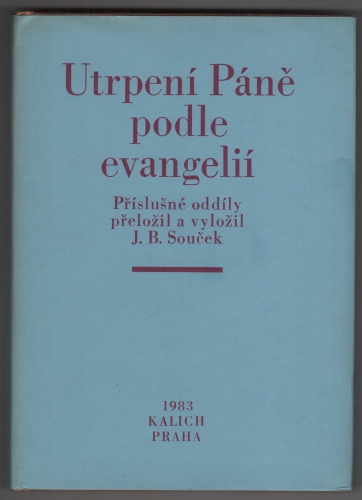 Utrpení Páně
podle
evangelií
Příslušné oddíly
přeložil a vyložil
J. B. Souček
1983
KALICH
PRAHA